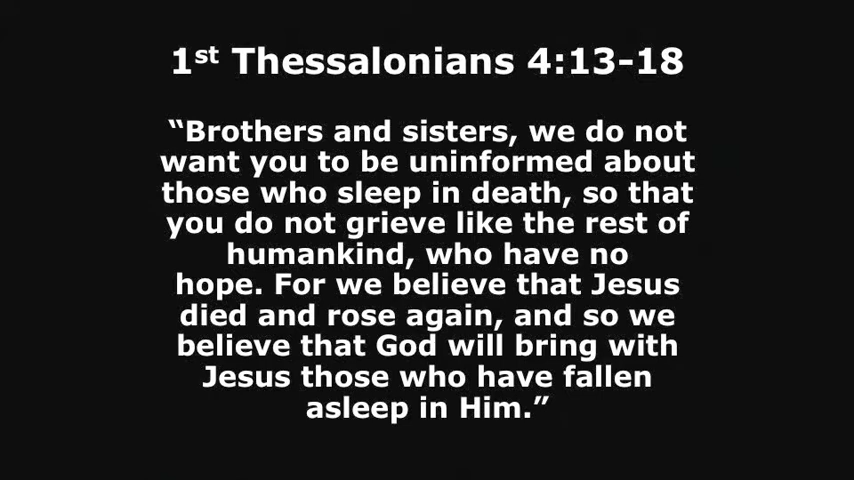 1st Thessalonians 4:13-18
“Brothers and sisters, we do not
want you to be uninformed about
those who sleep in death, so that
you do not grieve like the rest of
humankind, who have no
hope. For we believe that Jesus
died and rose again, and so we
believe that God will bring with
Jesus those who have fallen
asleep in Him.”